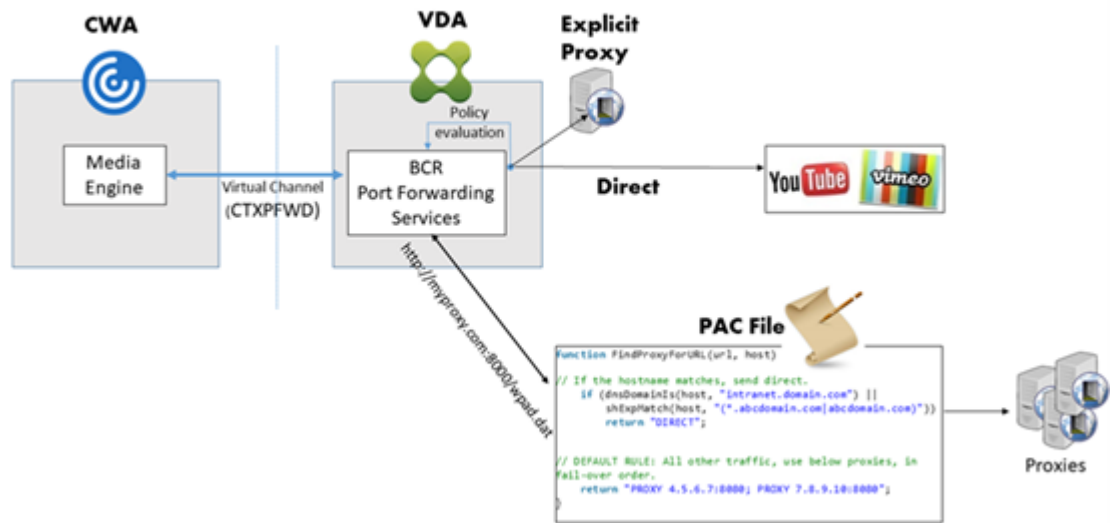 CWA
VDA
Explicit
Proxy
Policy
evaluation
Media
Engine
Virtual Channel
(CTXPFWD)
BCR
Port Forwarding
Services
Direct
You Tube
vimeo
http://myproxy.com:8000/wpad.dat
PAC File
function FindProxyForURL(url, host)
// If the hostname matches, send direct.
if (dnsDomainIs(host, "intranet.domain.com") ||
shExpMatch(host, "(*.abcdomain.com|abcdomain.com)"))
return "DIRECT";
// DEFAULT RULE: All other traffic, use below proxies, in
fail-over order.
return "PROXY 4.5.6.7:8080; PROXY 7.8.9.10:8080";
}
Proxies